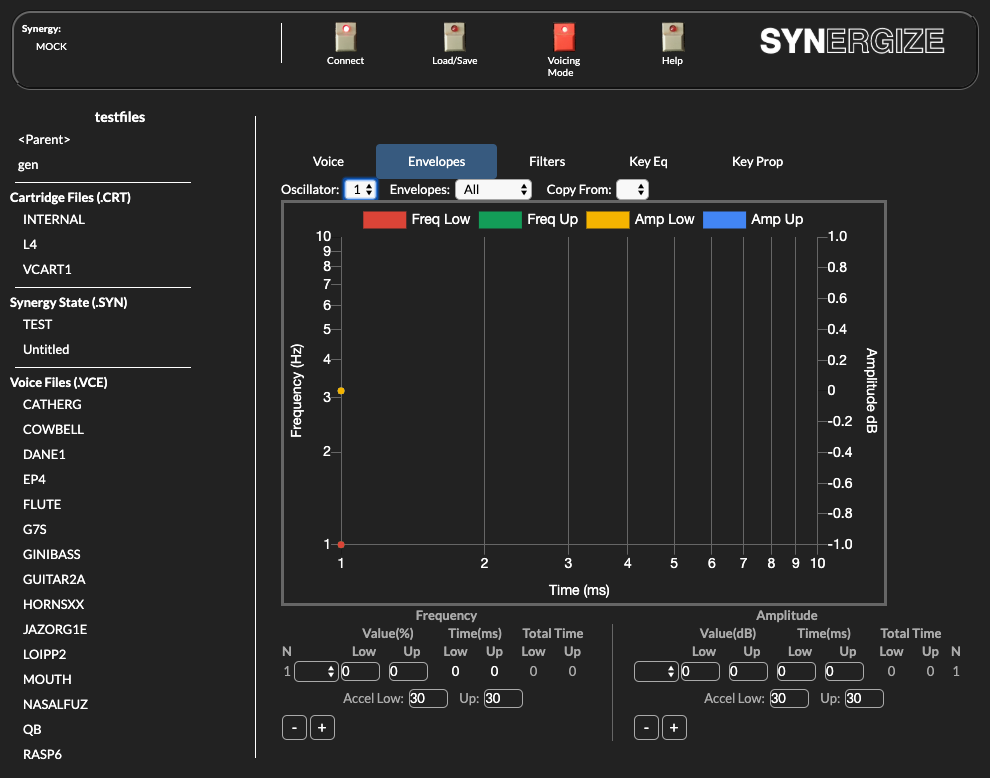 Synergy:
MOCK
Connect
Load/Save
Voicing
Mode
Help
SYNERGIZE
testfiles
<Parent>
gen
Cartridge Files (.CRT)
INTERNAL
L4
VCART1
Synergy State (.SYN)
TEST
Untitled
Voice Files (.VCE)
CATHERG
COWBELL
DANE1
EP4
FLUTE
G7S
GINIBASS
GUITAR2A
HORNSXX
JAZORG1E
LOIPP2
MOUTH
NASALFUZ
QB
RASP6
Voice Envelopes Filters Key Eq Key Prop
Oscillator: 1 Envelopes: All Copy From:
Freq Low Freq Up Amp Low Amp Up
10
9
8
7
6
5
4
3
2
1
Frequency (Hz)
1.0
0.8
0.6
0.4
0.2
0
-0.2
-0.4
-0.6
-0.8
-1.0
Amplitude dB
1 2 3 4 5 6 7 8 9 10
Time (ms)
Frequency
Value(%) Time(ms) Total Time
N Low Up Low Up Low Up
1 0 0 0 0 0 0
Accel Low: 30 Up: 30
- +
Amplitude
Value(dB) Time(ms) Total Time
Low Up Low Up Low Up N
0 0 0 0 0 0 1
Accel Low: 30 Up: 30
- +